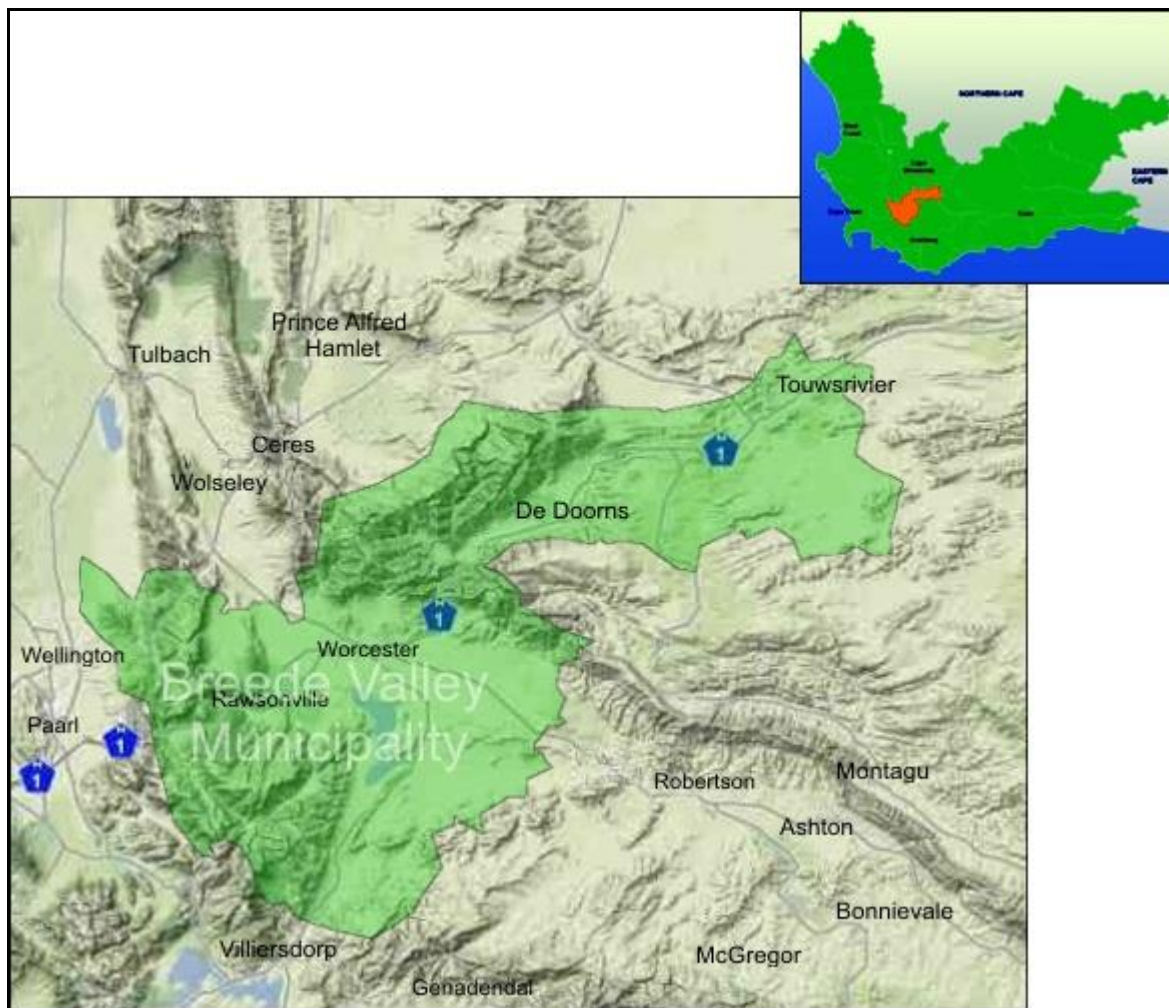 NORTHERN CAPE
EASTERN
CAPE
Prince Alfred
Hamlet
Tulbach
Touwsrivier
Ceres
N
1
Wolseley
De Doorns
N
1
Worcester
Wellington
Breede Valley
Municipality
Rawsonville
Paarl
N
1
N
1
Robertson
Montagu
Ashton
Bonnievale
Villiersdorp
McGregor
Genadendal